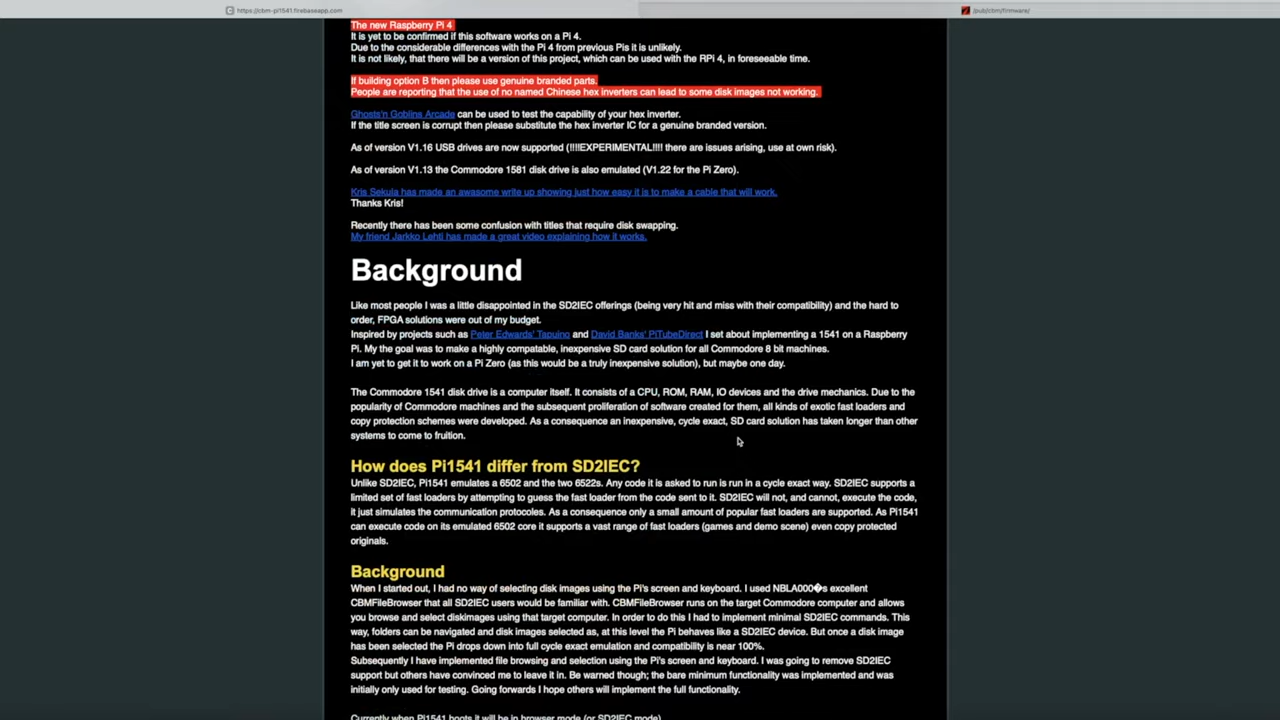 https://cbm-pi1541.firebaseapp.com
/pub/cbm/firmware/
The new Raspberry Pi 4
It is yet to be confirmed if this software works on a Pi 4.
Due to the considerable differences with the Pi 4 from previous Pis it is unlikely.
It is not likely, that there will be a version of this project, which can be used with the RPi 4, in foreseeable time.
If building option B then please use genuine branded parts.
People are reporting that the use of no named Chinese hex inverters can lead to some disk images not working.
Ghosts'n Goblins Arcade can be used to test the capability of your hex inverter.
If the title screen is corrupt then please substitute the hex inverter IC for a genuine branded version.
As of version V1.16 USB drives are now supported (!!!!EXPERIMENTAL!!!! there are issues arising, use at own risk).
As of version V1.13 the Commodore 1581 disk drive is also emulated (V1.22 for the Pi Zero).
Kris Sekula has made an awasome write up showing just how easy it is to make a cable that will work.
Thanks Kris!
Recently there has been some confusion with titles that require disk swapping.
My friend Jarkko Lehti has made a great video explaining how it works.
Background
Like most people I was a little disappointed in the SD2IEC offerings (being very hit and miss with their compatibility) and the hard to
order, FPGA solutions were out of my budget.
Inspired by projects such as Peter Edwards' Tapuino and David Banks' PiTubeDirect I set about implementing a 1541 on a Raspberry
Pi. My the goal was to make a highly compatable, inexpensive SD card solution for all Commodore 8 bit machines.
I am yet to get it to work on a Pi Zero (as this would be a truly inexpensive solution), but maybe one day.
The Commodore 1541 disk drive is a computer itself. It consists of a CPU, ROM, RAM, IO devices and the drive mechanics. Due to the
popularity of Commodore machines and the subsequent proliferation of software created for them, all kinds of exotic fast loaders and
copy protection schemes were developed. As a consequence an inexpensive, cycle exact, SD card solution has taken longer than other
systems to come to fruition.
How does Pi1541 differ from SD2IEC?
Unlike SD2IEC, Pi1541 emulates a 6502 and the two 6522s. Any code it is asked to run is run in a cycle exact way. SD2IEC supports a
limited set of fast loaders by attempting to guess the fast loader from the code sent to it. SD2IEC will not, and cannot, execute the code,
it just simulates the communication protocoles. As a consequence only a small amount of popular fast loaders are supported. As Pi1541
can execute code on its emulated 6502 core it supports a vast range of fast loaders (games and demo scene) even copy protected
originals.
Background
When I started out, I had no way of selecting disk images using the Pi's screen and keyboard. I used NBLA000�s excellent
CBMFileBrowser that all SD2IEC users would be familiar with. CBMFileBrowser runs on the target Commodore computer and allows
you browse and select diskimages using that target computer. In order to do this I had to implement minimal SD2IEC commands. This
way, folders can be navigated and disk images selected as, at this level the Pi behaves like a SD2IEC device. But once a disk image
has been selected the Pi drops down into full cycle exact emulation and compatibility is near 100%.
Subsequently I have implemented file browsing and selection using the Pi's screen and keyboard. I was going to remove SD2IEC
support but others have convinced me to leave it in. Be warned though; the bare minimum functionality was implemented and was
initially only used for testing. Going forwards I hope others will implement the full functionality.
Currently when Pi1541 boots it will be in browser mode (or SD2IEC mode)